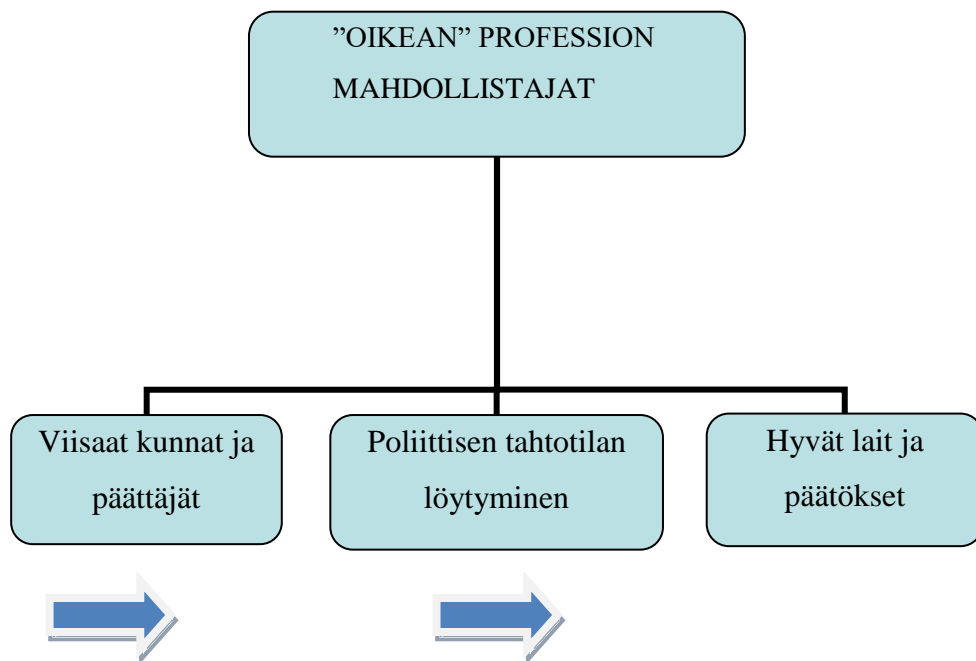 ”OIKEAN” PROFESSION
MAHDOLLISTAJAT
Viisaat kunnat ja
päättäjät
Poliittisen tahtotilan
löytyminen
Hyvät lait ja
päätökset